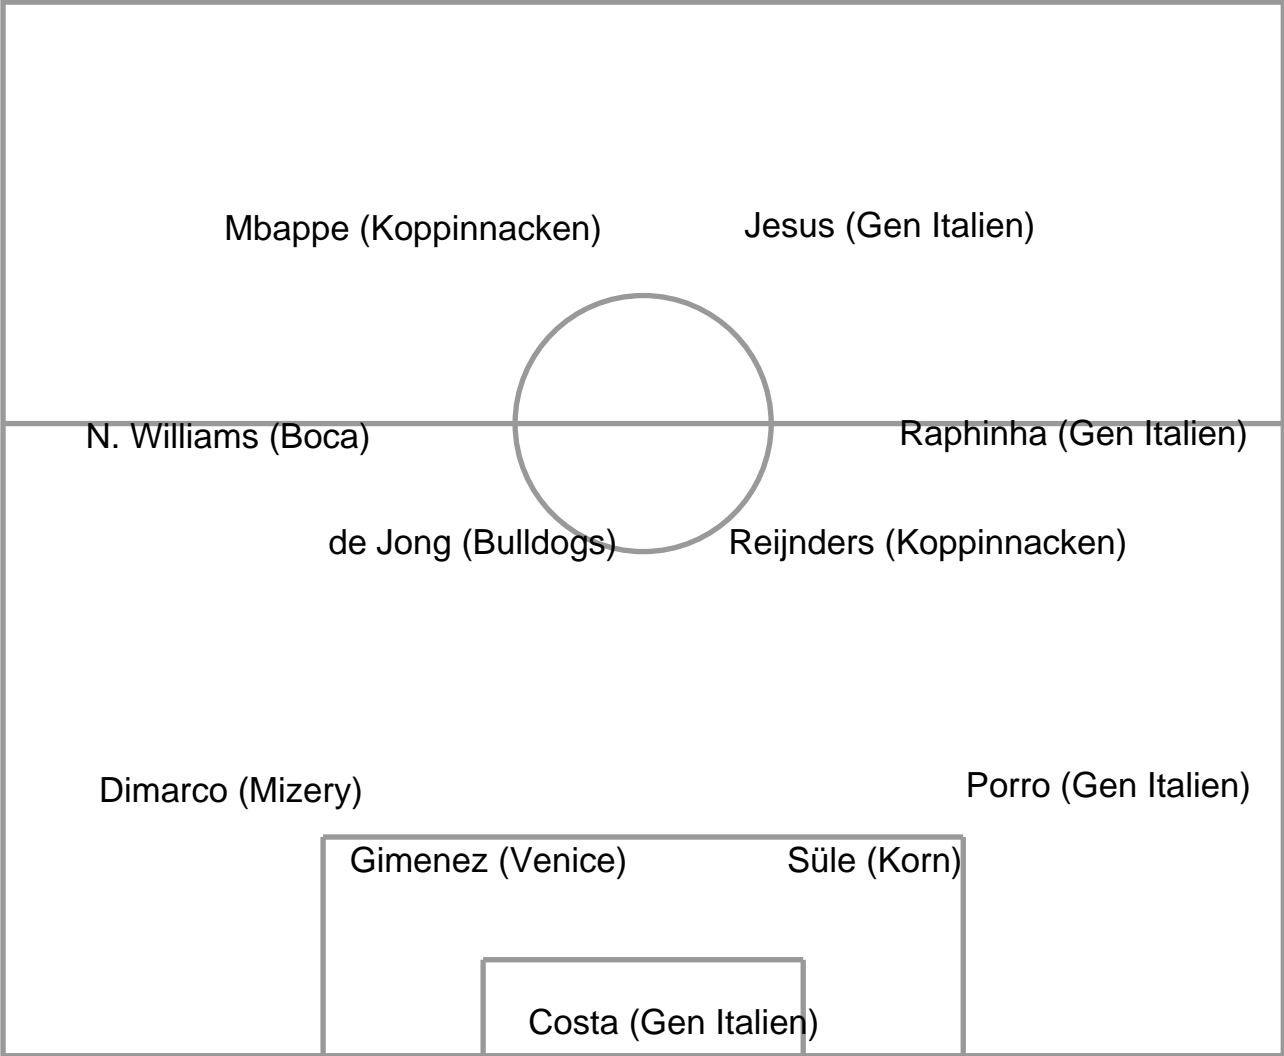 Mbappe (Koppinnacken)
Jesus (Gen Italien)
N. Williams (Boca)
Raphinha (Gen Italien)
de Jong (Bulldogs)
Reijnders (Koppinnacken)
Dimarco (Mizery)
Porro (Gen Italien)
Gimenez (Venice)
Süle (Korn)
Costa (Gen Italien)